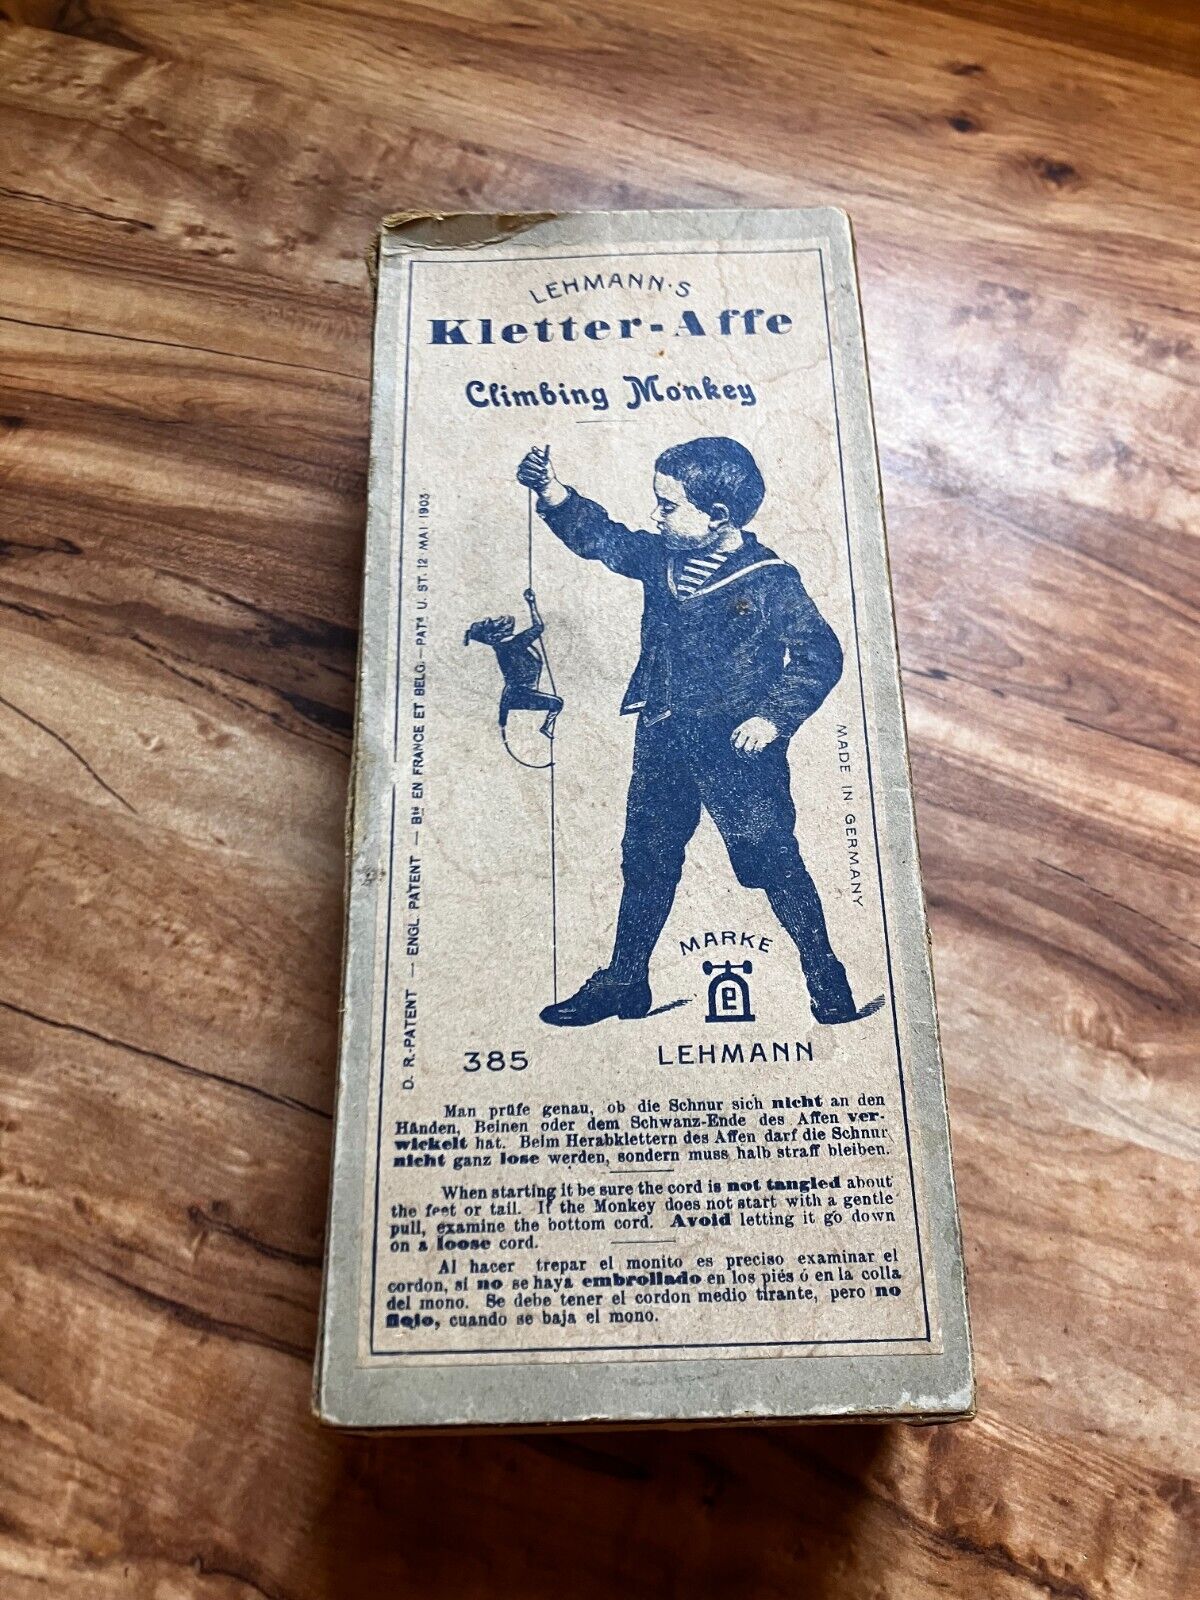 LEHMANN·S
Kletter-Affe
Climbing Monkey
D. R.-PATENT — ENGL. PATENT — Bté EN FRANCE ET BELG.—PATd U. ST. 12 MAI 1903
MADE IN GERMANY
MARKE
LEHMANN
385
Man prüfe genau, ob die Schnur sich nicht an den
Händen, Beinen oder dem Schwanz-Ende des Affen ver-
wickelt hat. Beim Herabklettern des Affen darf die Schnur
nicht ganz lose werden, sondern muss halb straff bleiben.
When starting it be sure the cord is not tangled about
the feet or tail. If the Monkey does not start with a gentle
pull, examine the bottom cord. Avoid letting it go down
on a loose cord.
Al hacer trepar el monito es preciso examinar el
cordon, si no se haya embrollado en los piés ó en la colla
del mono. Se debe tener el cordon medio tirante, pero no
flojo, cuando se baja el mono.